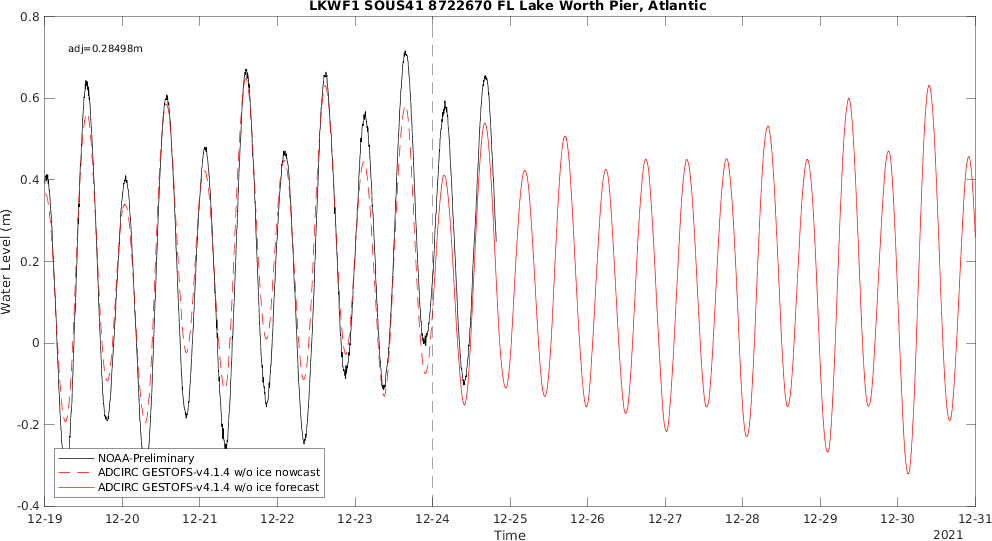 LKWF1 SOUS41 8722670 FL Lake Worth Pier, Atlantic
adj=0.28498m
Water Level (m)
0.8
0.6
0.4
0.2
0
-0.2
-0.4
NOAA-Preliminary
ADCIRC GESTOFS-v4.1.4 w/o ice nowcast
ADCIRC GESTOFS-v4.1.4 w/o ice forecast
12-19 12-20 12-21 12-22 12-23 12-24 12-25 12-26 12-27 12-28 12-29 12-30 12-31
Time
2021